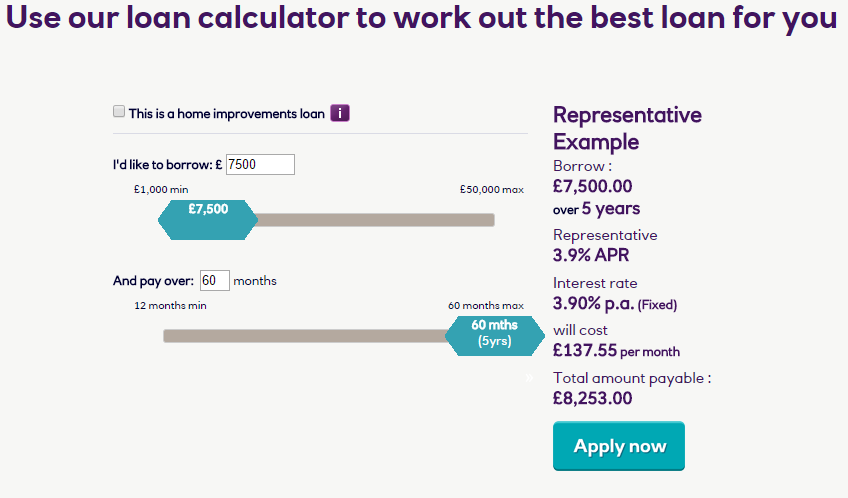 Use our loan calculator to work out the best loan for you
This is a home improvements loan i
I'd like to borrow: £ 7500
£1,000 min £50,000 max
£7,500
And pay over: 60 months
12 months min 60 months max
60 mths
(5yrs)
Representative
Example
Borrow :
£7,500.00
over 5 years
Representative
3.9% APR
Interest rate
3.90% p.a. (Fixed)
will cost
£137.55 per month
Total amount payable :
£8,253.00
Apply now